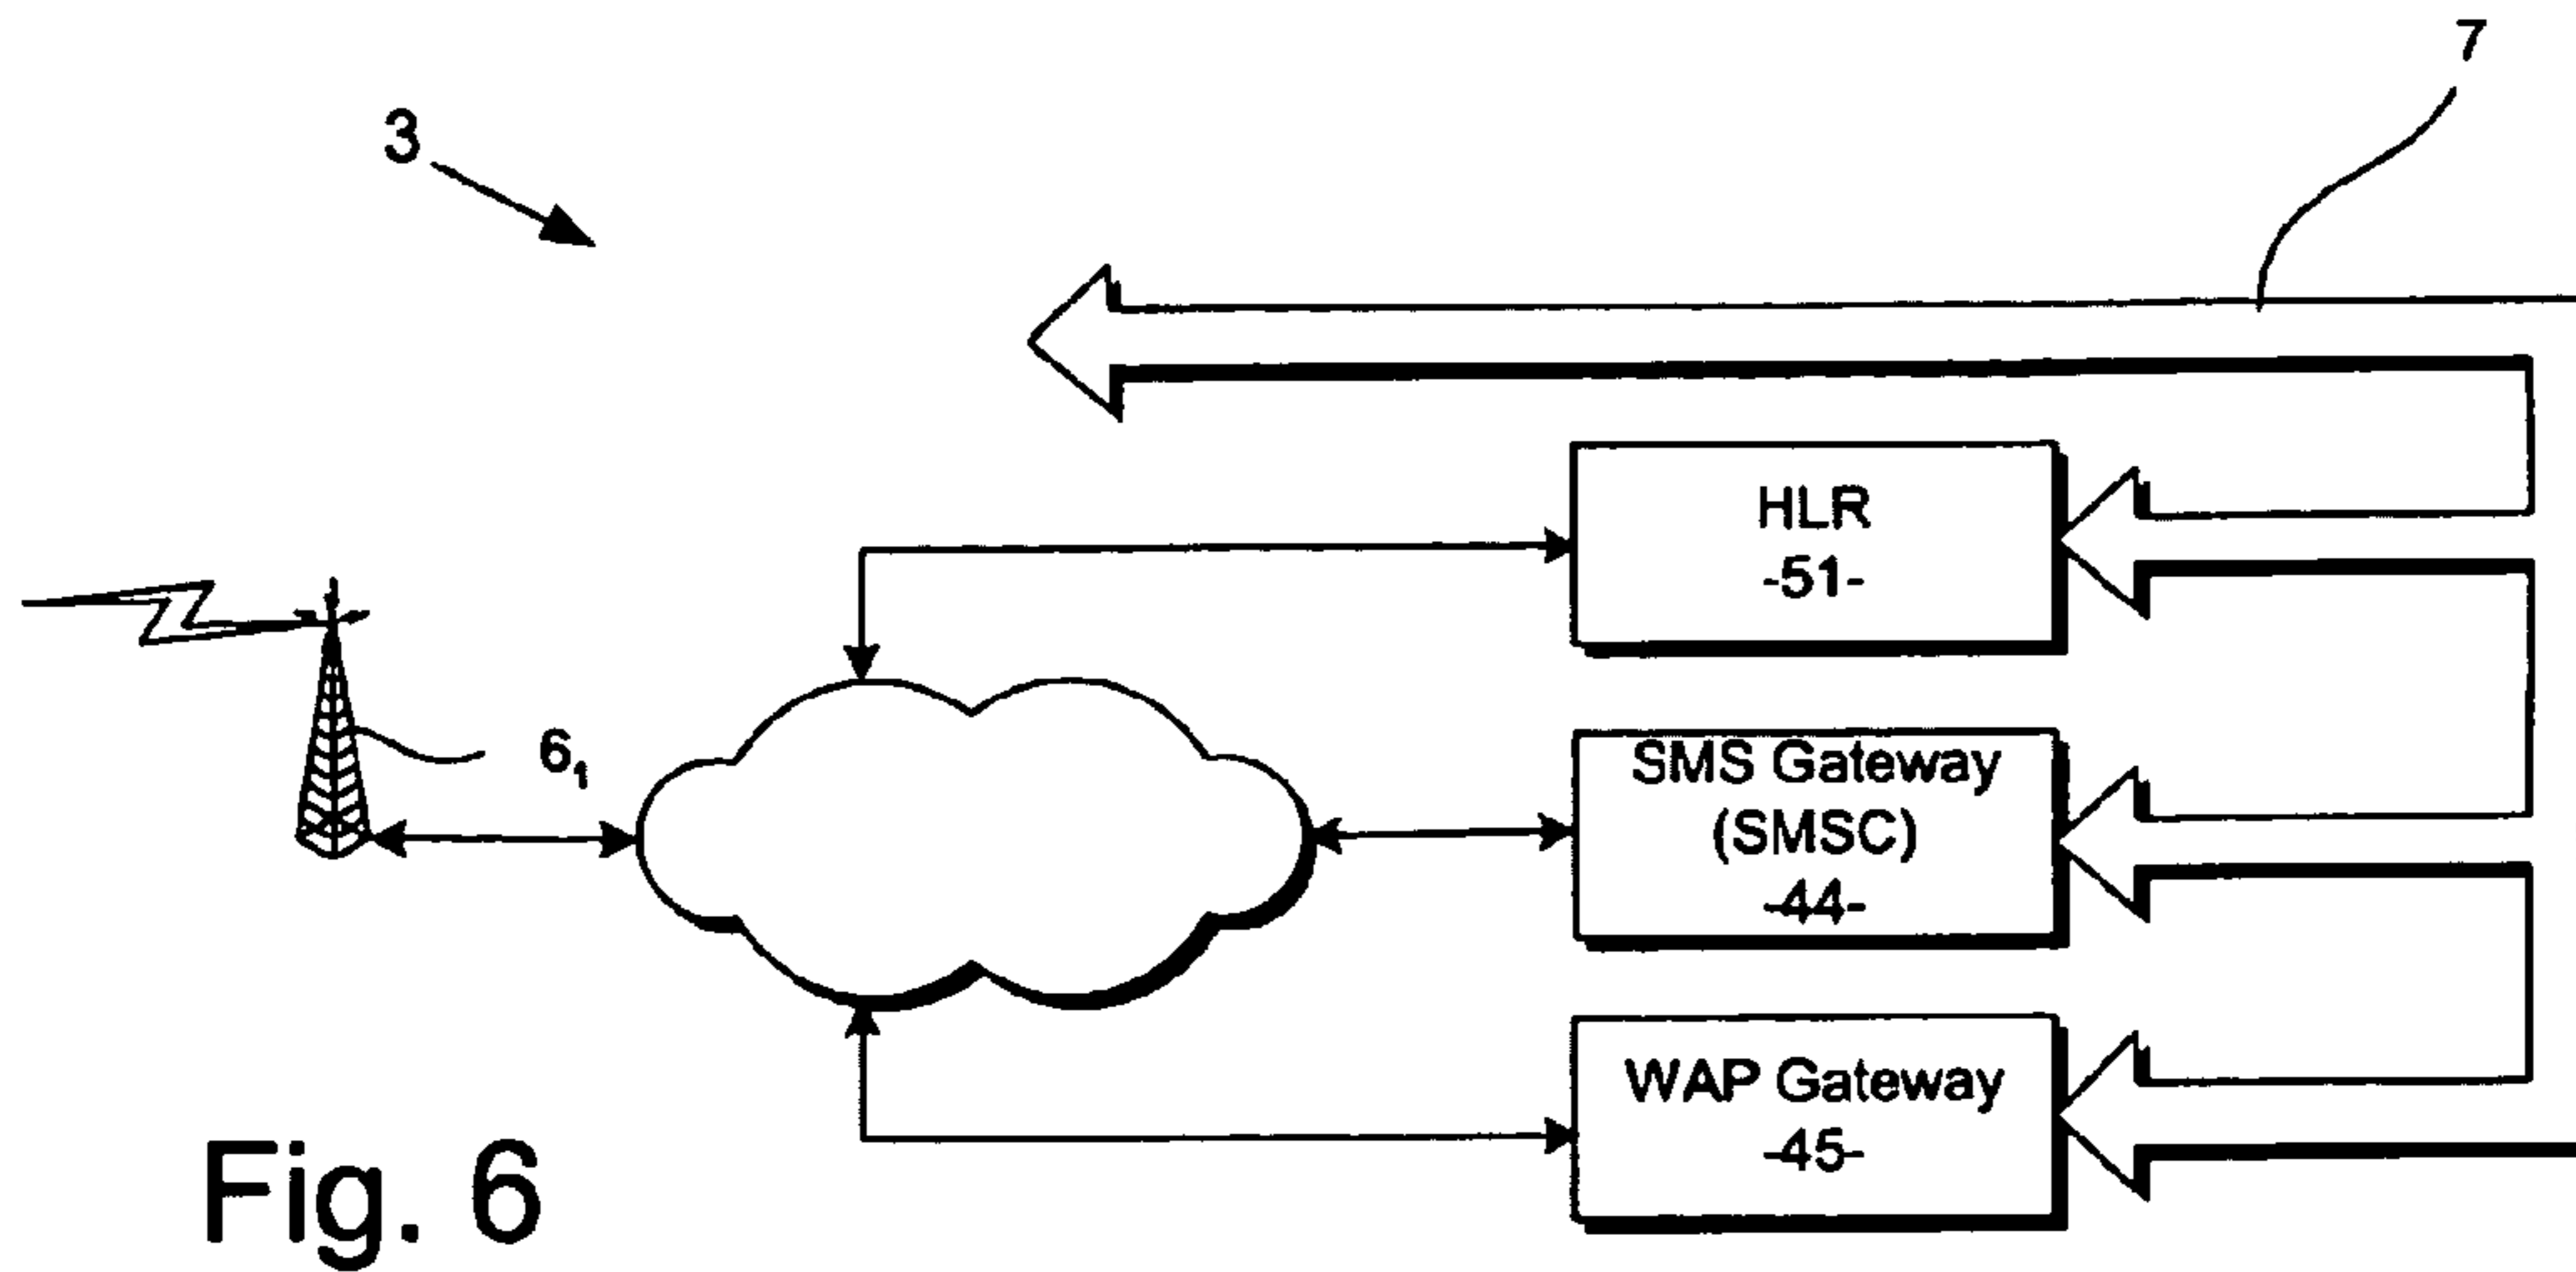 7
3
HLR
-51-
6₁
SMS Gateway
(SMSC)
-44-
WAP Gateway
-45-
Fig. 6